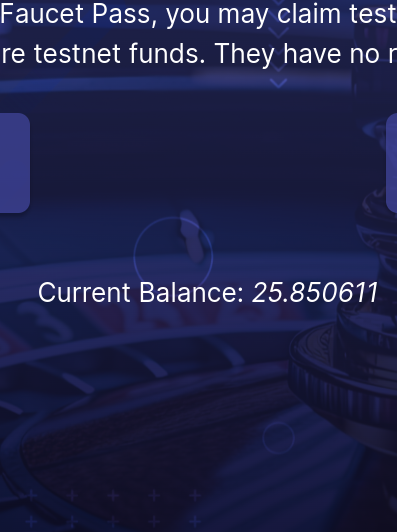 Faucet Pass, you may claim test
re testnet funds. They have no r
Current Balance: 25.850611